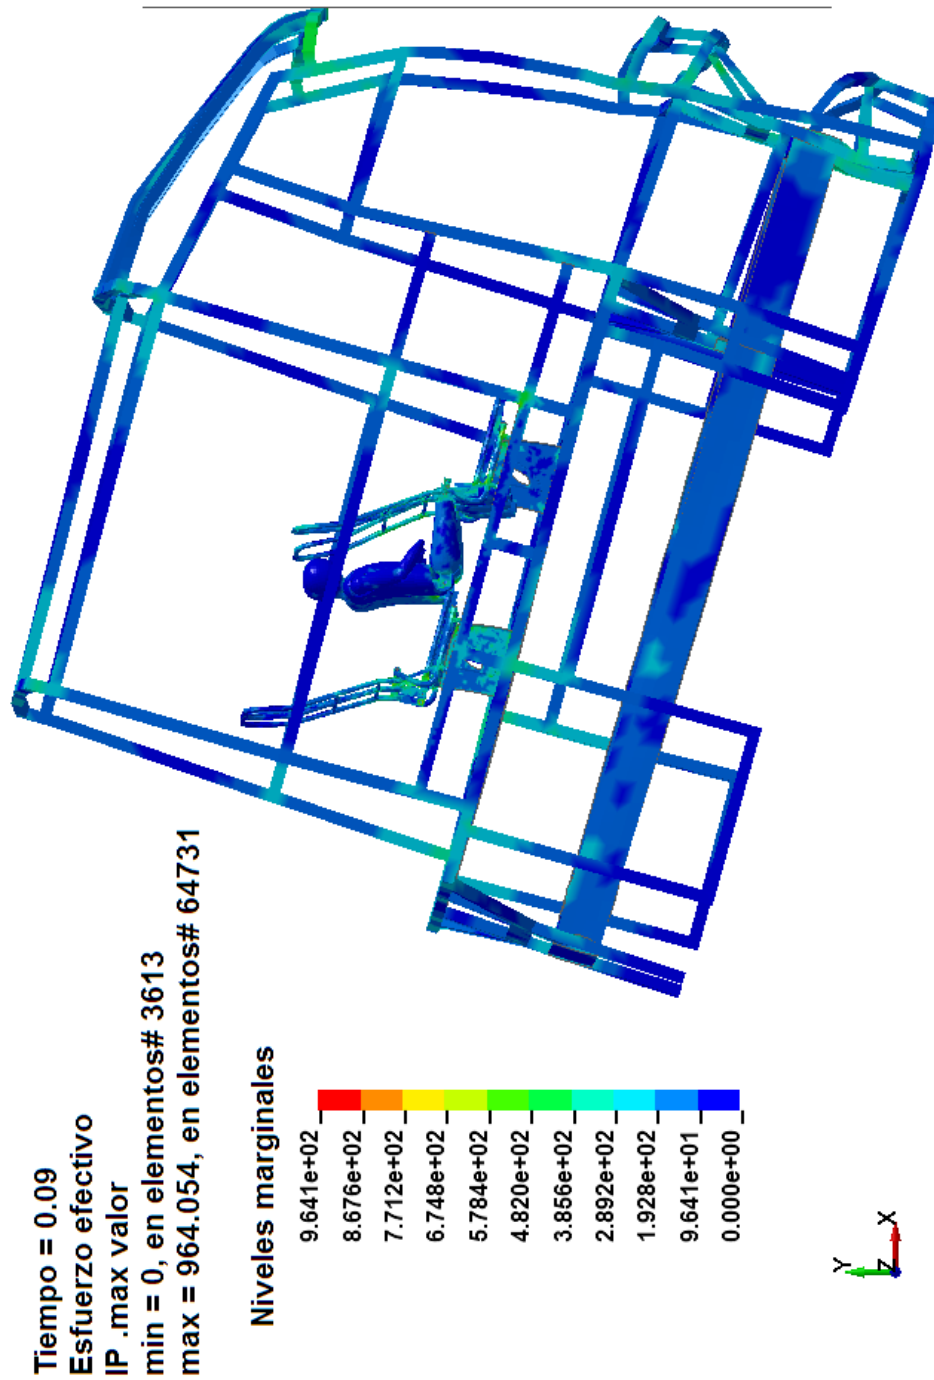 Tiempo = 0.09
Esfuerzo efectivo
IP .max valor
min = 0, en elementos# 3613
max = 964.054, en elementos# 64731
Niveles marginales
9.641e+02
8.676e+02
7.712e+02
6.748e+02
5.784e+02
4.820e+02
3.856e+02
2.892e+02
1.928e+02
9.641e+01
0.000e+00
Y
Z
X